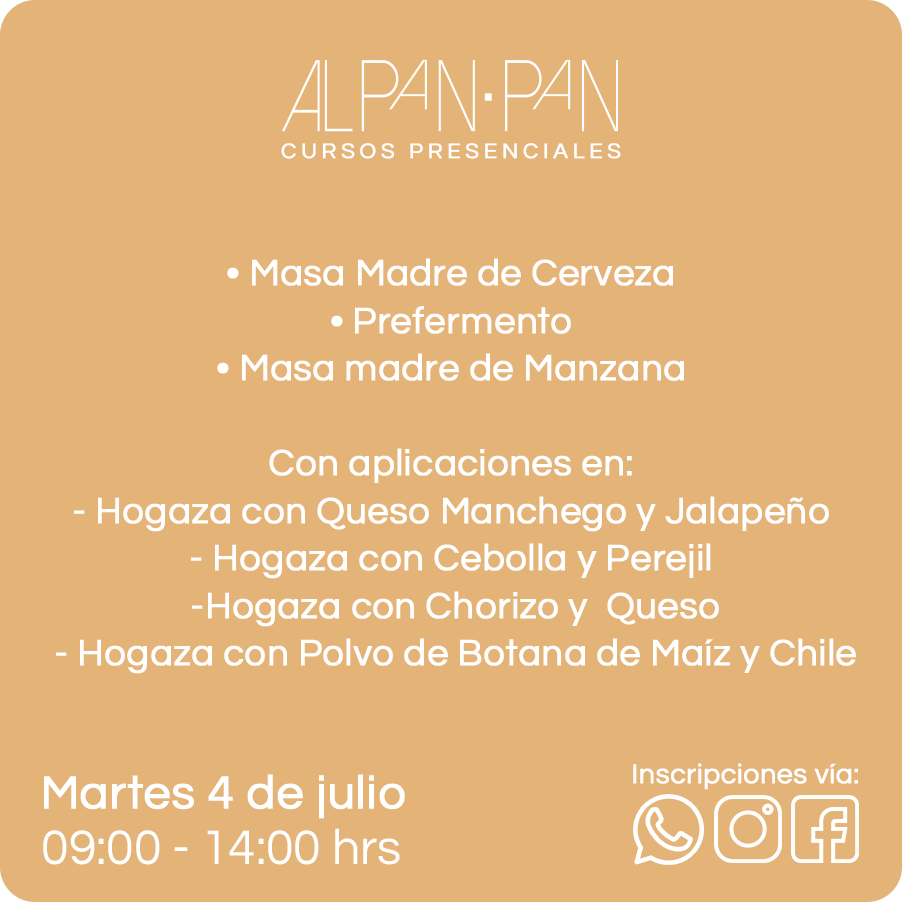 ALPAN·PAN
CURSOS PRESENCIALES
• Masa Madre de Cerveza
• Prefermento
• Masa madre de Manzana
Con aplicaciones en:
- Hogaza con Queso Manchego y Jalapeño
- Hogaza con Cebolla y Perejil
-Hogaza con Chorizo y  Queso
- Hogaza con Polvo de Botana de Maíz y Chile
Martes 4 de julio
09:00 - 14:00 hrs
Inscripciones vía: